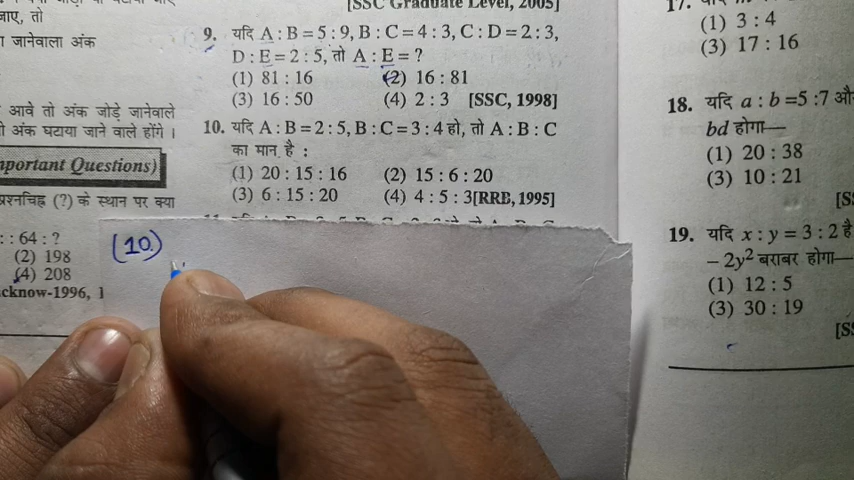 [SSC Graduate Level, 2005]
जाए, तो
ा जानेवाला अंक
आवे तो अंक जोड़े जानेवाले
ो अंक घटाया जाने वाले होंगे ।
mportant Questions)
प्रश्नचिह्न (?) के स्थान पर क्या
: : 64 : ?
(2) 198
(4) 208
cknow-1996, 1
9. यदि A : B = 5 : 9, B : C = 4 : 3, C : D = 2 : 3,
D : E = 2 : 5, तो A : E = ?
(1) 81 : 16 (2) 16 : 81
(3) 16 : 50 (4) 2 : 3 [SSC, 1998]
10. यदि A : B = 2 : 5, B : C = 3 : 4 हो, तो A : B : C
का मान है :
(1) 20 : 15 : 16 (2) 15 : 6 : 20
(3) 6 : 15 : 20 (4) 4 : 5 : 3[RRB, 1995]
(10.)
17.
(1) 3 : 4
(3) 17 : 16
18. यदि a : b =5 :7 औ
bd होगा—
(1) 20 : 38
(3) 10 : 21
[S
19. यदि x : y = 3 : 2 है
– 2y² बराबर होगा—
(1) 12 : 5
(3) 30 : 19
[S